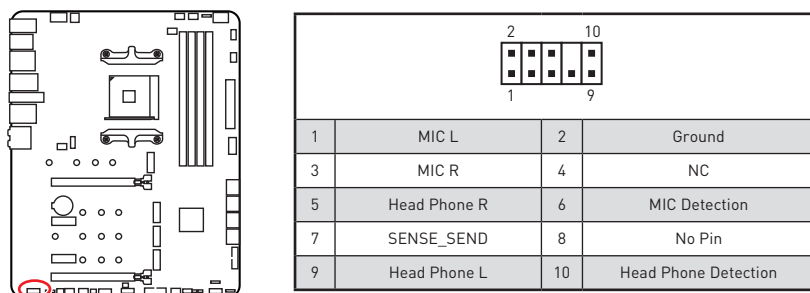 2 10
1 9
1 MIC L 2 Ground
3 MIC R 4 NC
5 Head Phone R 6 MIC Detection
7 SENSE_SEND 8 No Pin
9 Head Phone L 10 Head Phone Detection